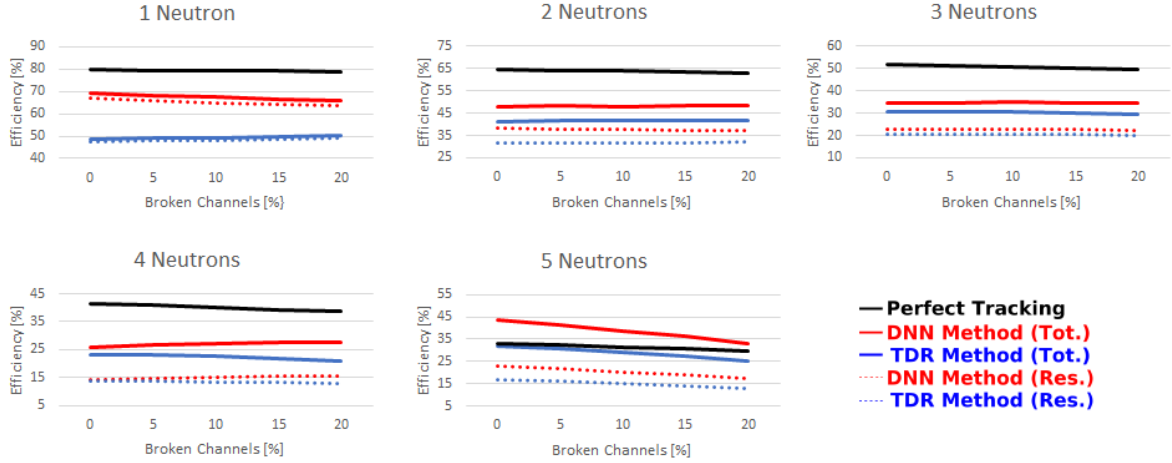 1 Neutron
Efficiency [%]
90
80
70
60
50
40
0 5 10 15 20
Broken Channels [%}
2 Neutrons
Efficiency [%]
75
65
55
45
35
25
0 5 10 15 20
Broken Channels [%]
3 Neutrons
Efficiency [%]
60
50
40
30
20
10
0 5 10 15 20
Broken Channels [%]
4 Neutrons
Efficiency [%]
45
35
25
15
5
0 5 10 15 20
Broken Channels [%]
5 Neutrons
Efficiency [%]
55
45
35
25
15
5
0 5 10 15 20
Broken Channels [%]
Perfect Tracking
DNN Method (Tot.)
TDR Method (Tot.)
DNN Method (Res.)
TDR Method (Res.)